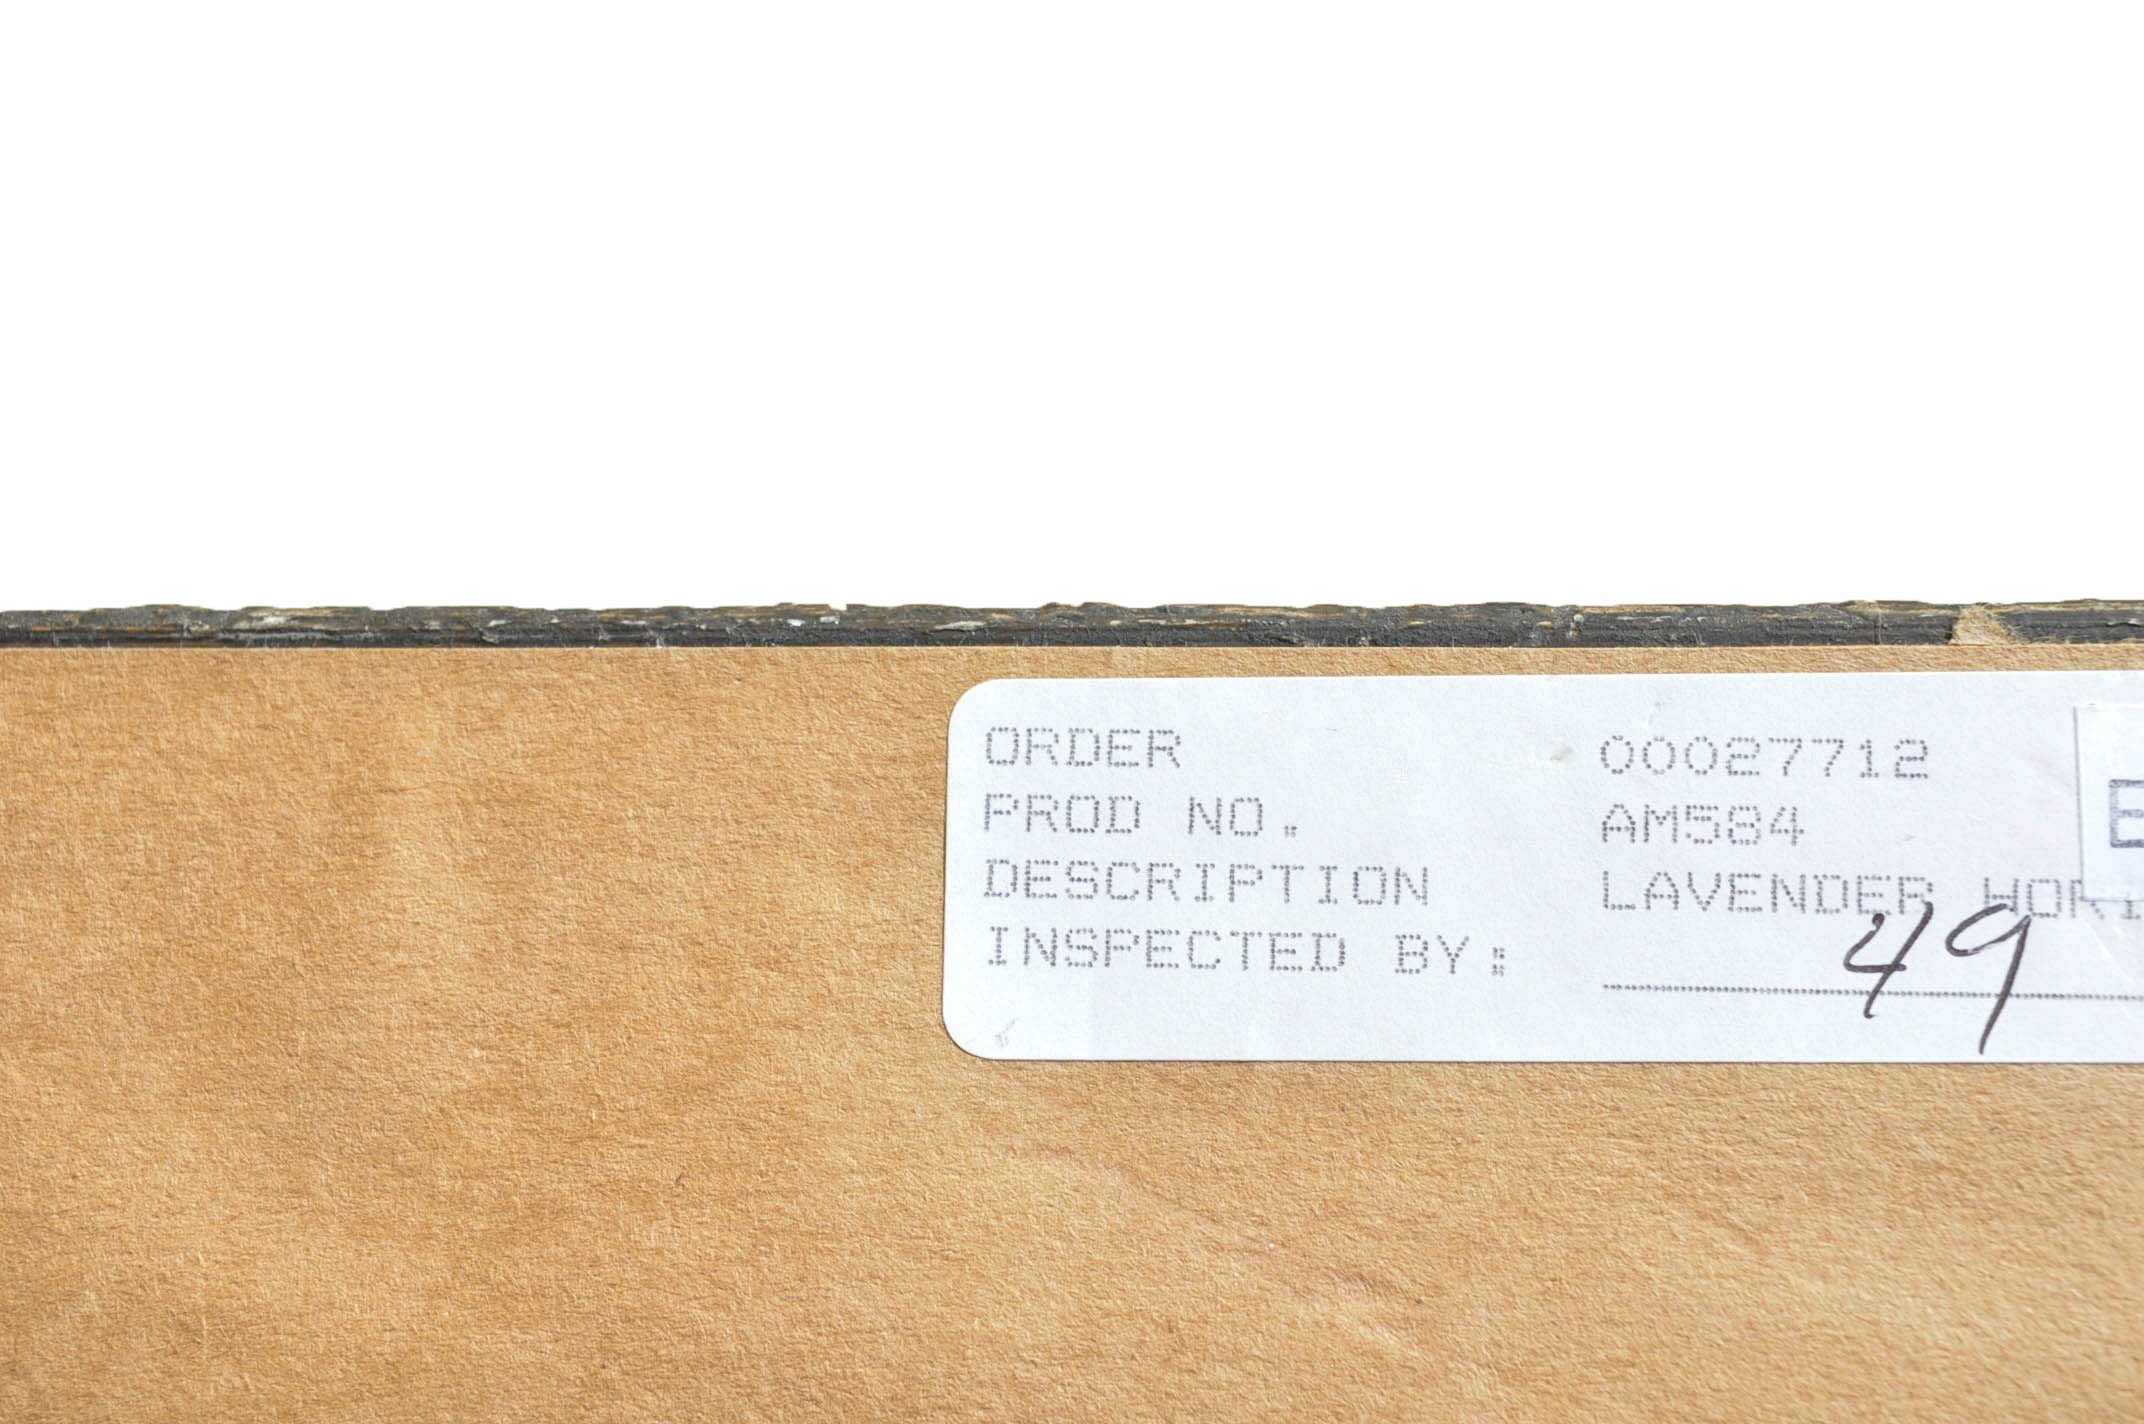 ORDER 00027712
PROD NO. AM584
DESCRIPTION LAVENDER
INSPECTED BY: 49